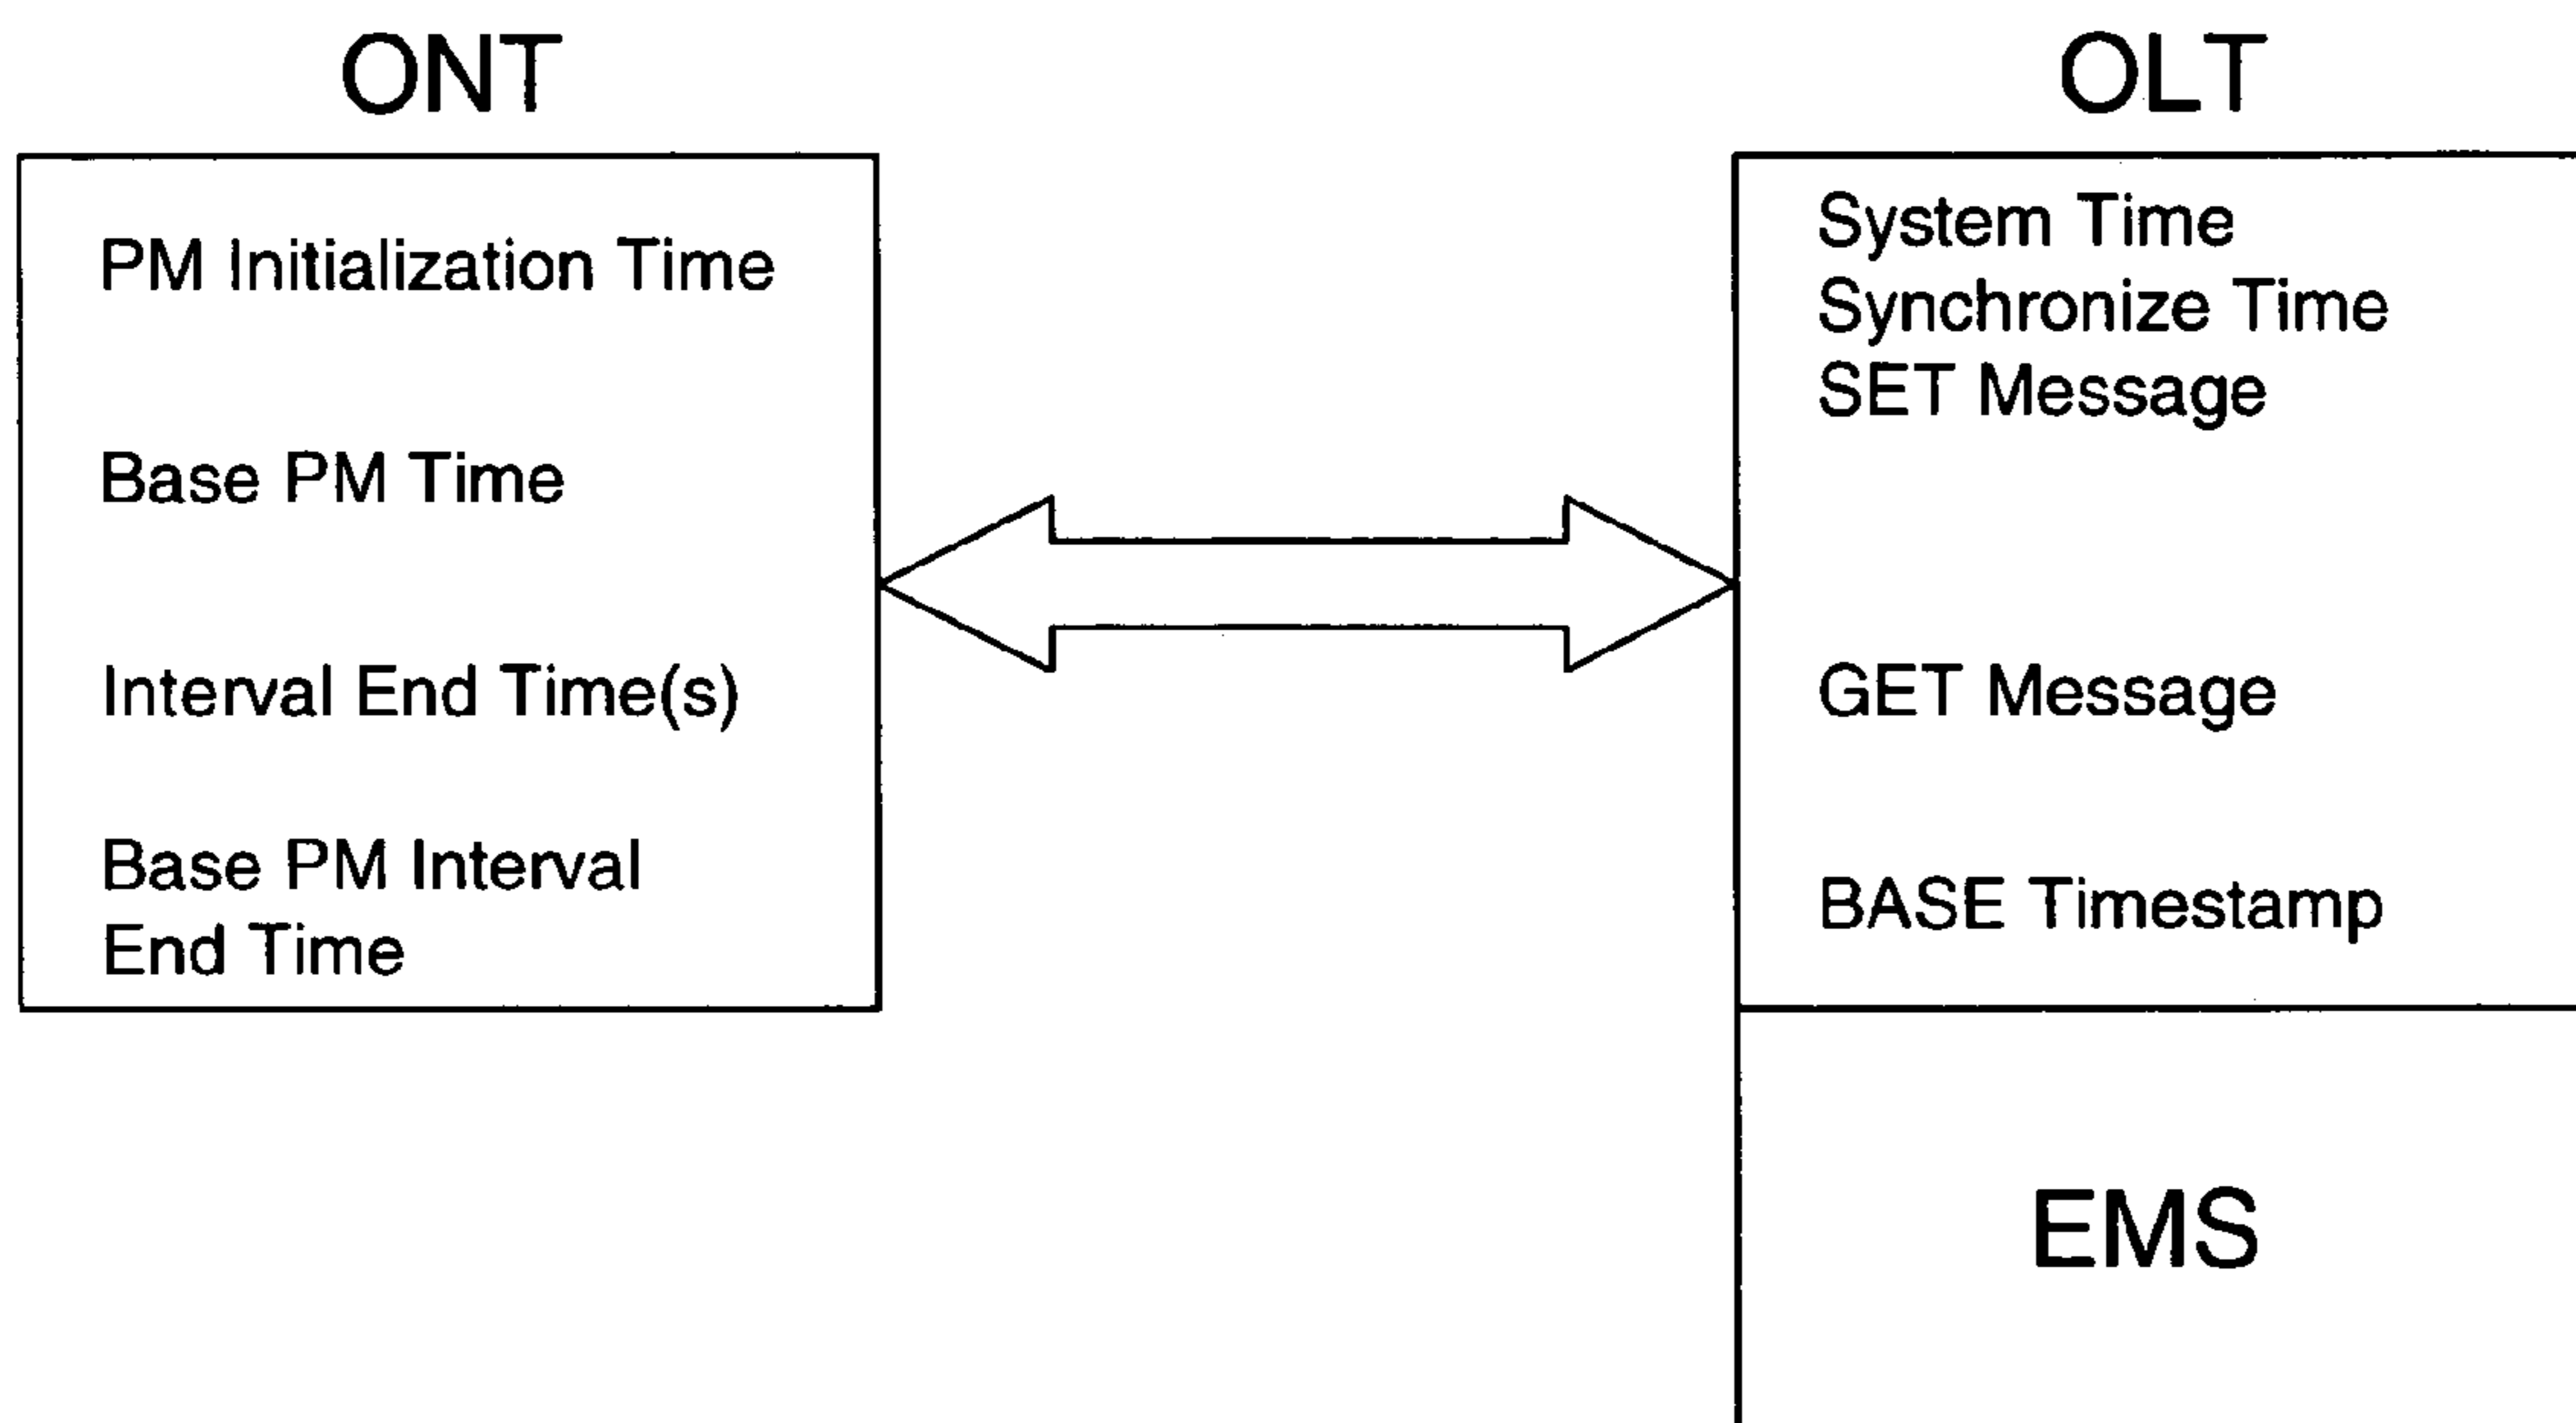 ONT
PM Initialization Time
Base PM Time
Interval End Time(s)
Base PM Interval
End Time
OLT
System Time
Synchronize Time
SET Message
GET Message
BASE Timestamp
EMS